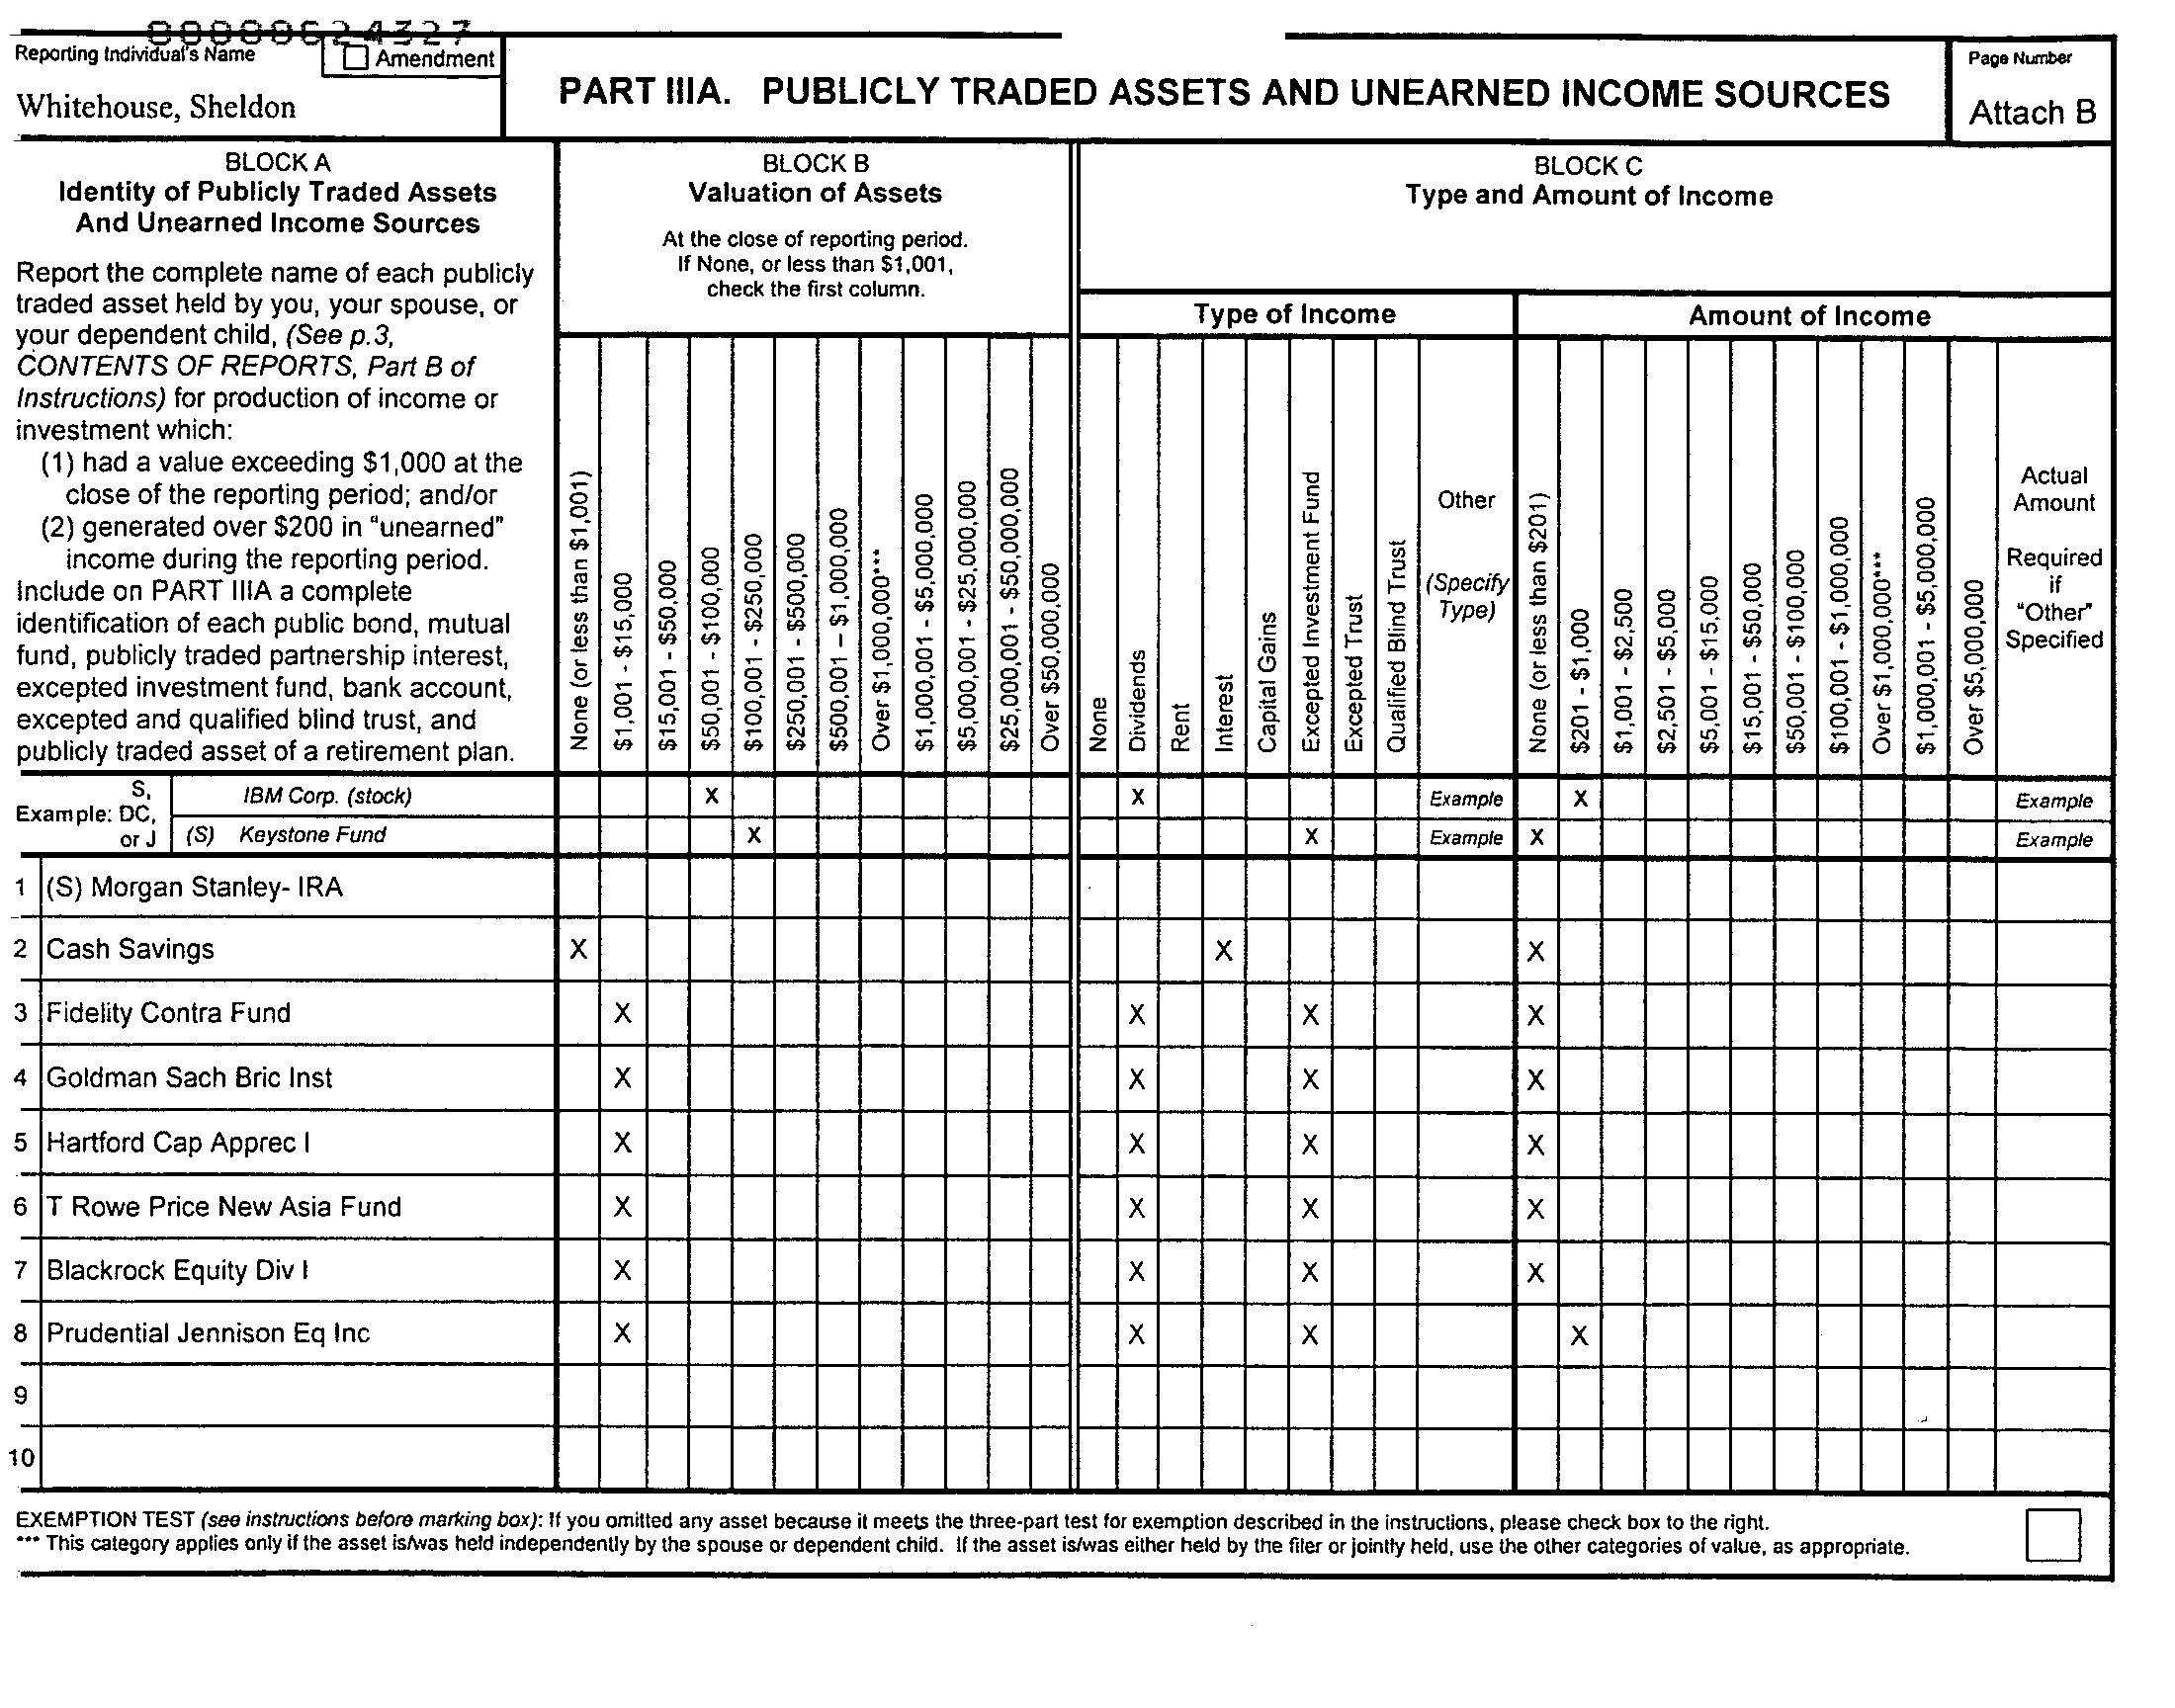 00000624327
Reporting Individual's Name
Amendment
Whitehouse, Sheldon
PART IIIA. PUBLICLY TRADED ASSETS AND UNEARNED INCOME SOURCES
Page Number
Attach B
BLOCK A
Identity of Publicly Traded Assets
And Unearned Income Sources
Report the complete name of each publicly
traded asset held by you, your spouse, or
your dependent child, (See p.3,
CONTENTS OF REPORTS, Part B of
Instructions) for production of income or
investment which:
(1) had a value exceeding $1,000 at the
close of the reporting period; and/or
(2) generated over $200 in "unearned"
income during the reporting period.
Include on PART IIIA a complete
identification of each public bond, mutual
fund, publicly traded partnership interest,
excepted investment fund, bank account,
excepted and qualified blind trust, and
publicly traded asset of a retirement plan.
BLOCK B
Valuation of Assets
At the close of reporting period.
If None, or less than $1,001,
check the first column.
None (or less than $1,001)
$1,001 - $15,000
$15,001 - $50,000
$50,001 - $100,000
$100,001 - $250,000
$250,001 - $500,000
$500,001 – $1,000,000
Over $1,000,000***
$1,000,001 - $5,000,000
$5,000,001 - $25,000,000
$25,000,001 - $50,000,000
Over $50,000,000
BLOCK C
Type and Amount of Income
Type of Income
None
Dividends
Rent
Interest
Capital Gains
Excepted Investment Fund
Excepted Trust
Qualified Blind Trust
Other
(Specify
Type)
Amount of Income
None (or less than $201)
$201 - $1,000
$1,001 - $2,500
$2,501 - $5,000
$5,001 - $15,000
$15,001 - $50,000
$50,001 - $100,000
$100,001 - $1,000,000
Over $1,000,000***
$1,000,001 - $5,000,000
Over $5,000,000
Actual
Amount
Required
if
"Other"
Specified
S,
Example: DC,
or J
IBM Corp. (stock) X X Example X Example
(S) Keystone Fund X X Example X Example
1 (S) Morgan Stanley- IRA
2 Cash Savings X X X
3 Fidelity Contra Fund X X X X
4 Goldman Sach Bric Inst X X X X
5 Hartford Cap Apprec I X X X X
6 T Rowe Price New Asia Fund X X X X
7 Blackrock Equity Div I X X X X
8 Prudential Jennison Eq Inc X X X X
9
10
EXEMPTION TEST (see instructions before marking box): If you omitted any asset because it meets the three-part test for exemption described in the instructions, please check box to the right.
*** This category applies only if the asset is/was held independently by the spouse or dependent child. If the asset is/was either held by the filer or jointly held, use the other categories of value, as appropriate.